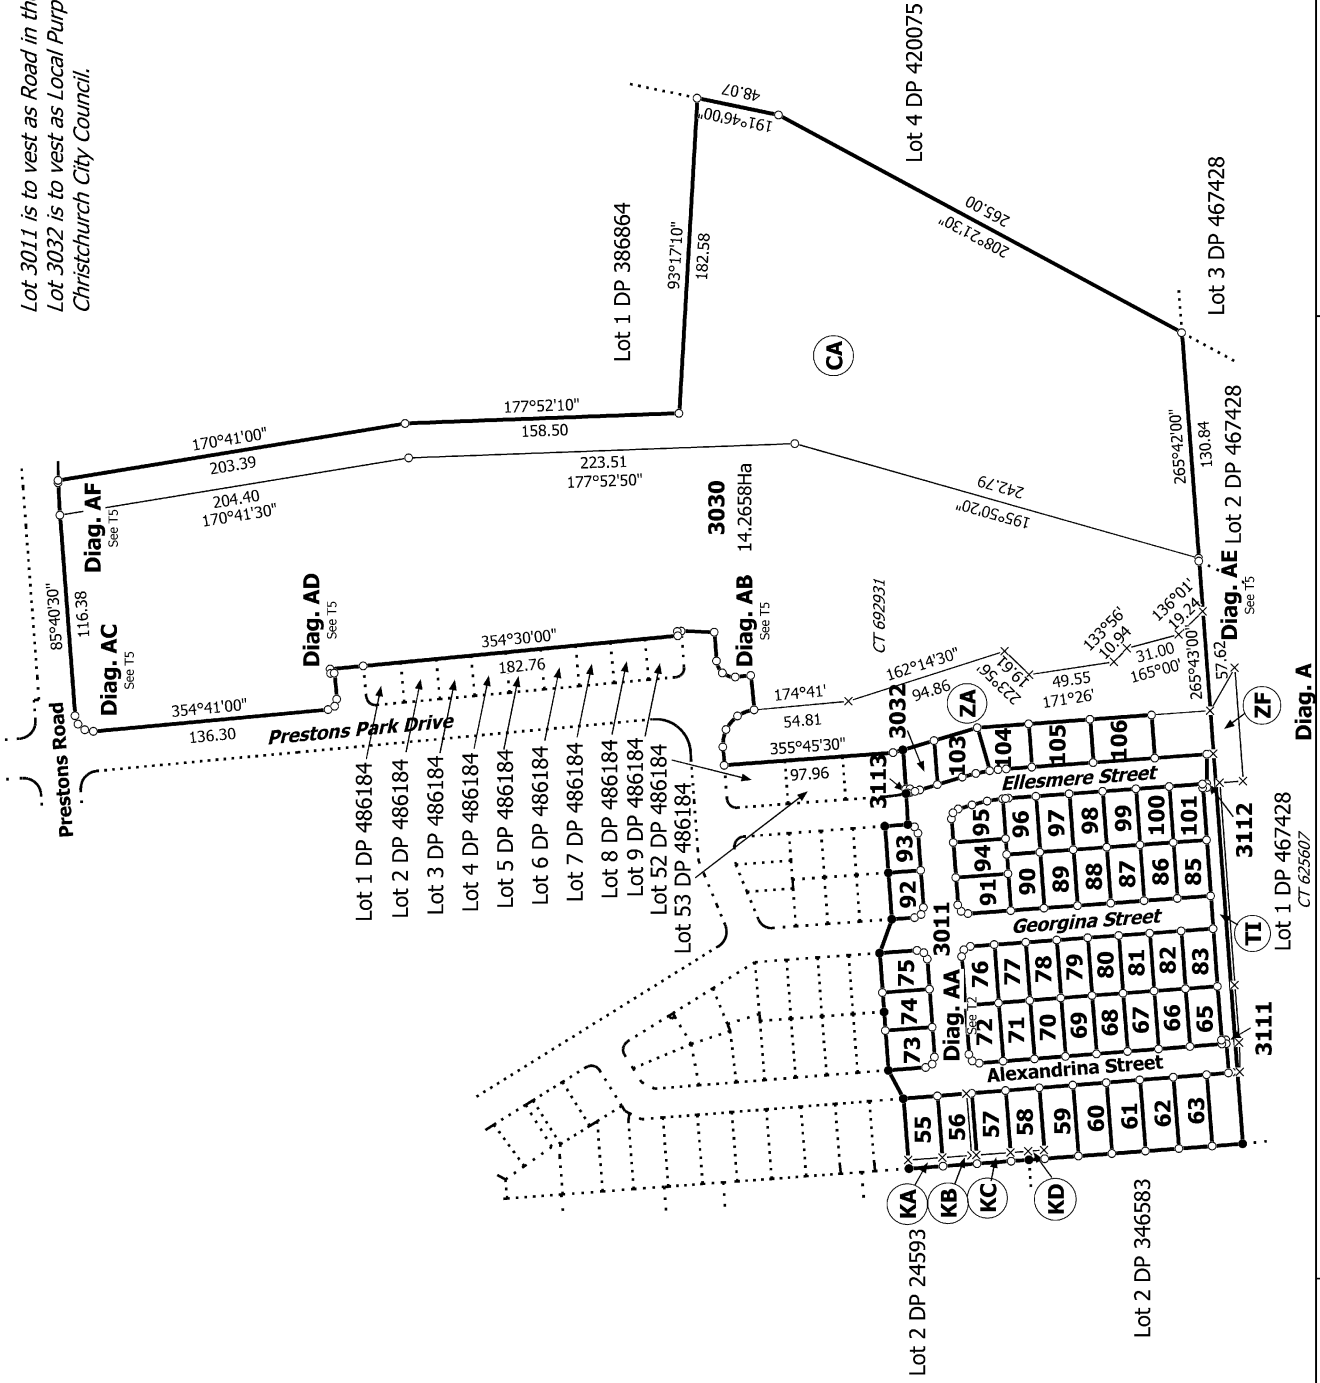 Lot 3011 is to vest as Road in th
Lot 3032 is to vest as Local Purp
Christchurch City Council.
Lot 4 DP 420075
48.07
191°46'00"
265.00
208°21'30"
Lot 3 DP 467428
Lot 1 DP 386864
93°17'10"
182.58
CA
177°52'10"
158.50
170°41'00"
203.39
204.40
170°41'30"
223.51
177°52'50"
242.79
195°50'20"
265°42'00"
130.84
Lot 2 DP 467428
3030
14.2658Ha
Diag. AF
See T5
85°40'30"
116.38
Diag. AC
See T5
Diag. AD
See T5
Diag. AB
See T5
Diag. AE
See T5
CT 692931
354°41'00"
136.30
354°30'00"
182.76
Prestons Road
Prestons Park Drive
174°41'
54.81
162°14'30"
94.86
223°56'
19.61
171°26'
49.55
133°56'
10.94
165°00'
31.00
136°01'
19.24
265°43'00"
57.62
355°45'30"
97.96
Lot 1 DP 486184
Lot 2 DP 486184
Lot 3 DP 486184
Lot 4 DP 486184
Lot 5 DP 486184
Lot 6 DP 486184
Lot 7 DP 486184
Lot 8 DP 486184
Lot 9 DP 486184
Lot 52 DP 486184
Lot 53 DP 486184
3032
3113
ZA
ZF
Diag. A
103
104
105
106
Ellesmere Street
95
96
97
98
99
100
101
93
94
92
91
90
89
88
87
86
85
3112
Lot 1 DP 467428
CT 625607
Georgina Street
3011
TI
75
76
77
78
79
80
81
82
83
74
73
Diag. AA
See T2
72
71
70
69
68
67
66
65
3111
Alexandrina Street
55
56
57
58
59
60
61
62
63
KA
KB
KC
KD
Lot 2 DP 24593
Lot 2 DP 346583